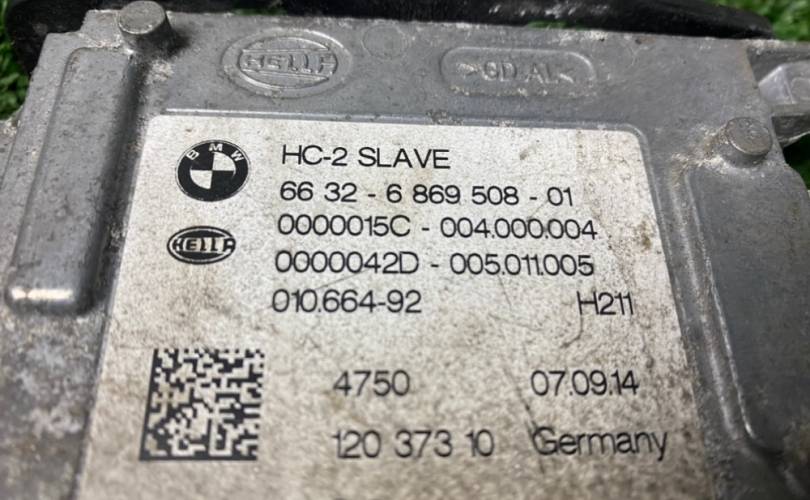 HELLA >GD AL<
BMW HC-2 SLAVE
66 32 - 6 869 508 - 01
0000015C - 004.000.004
HELLA
0000042D - 005.011.005
010.664-92 H211
4750 07.09.14
120 373 10 Germany